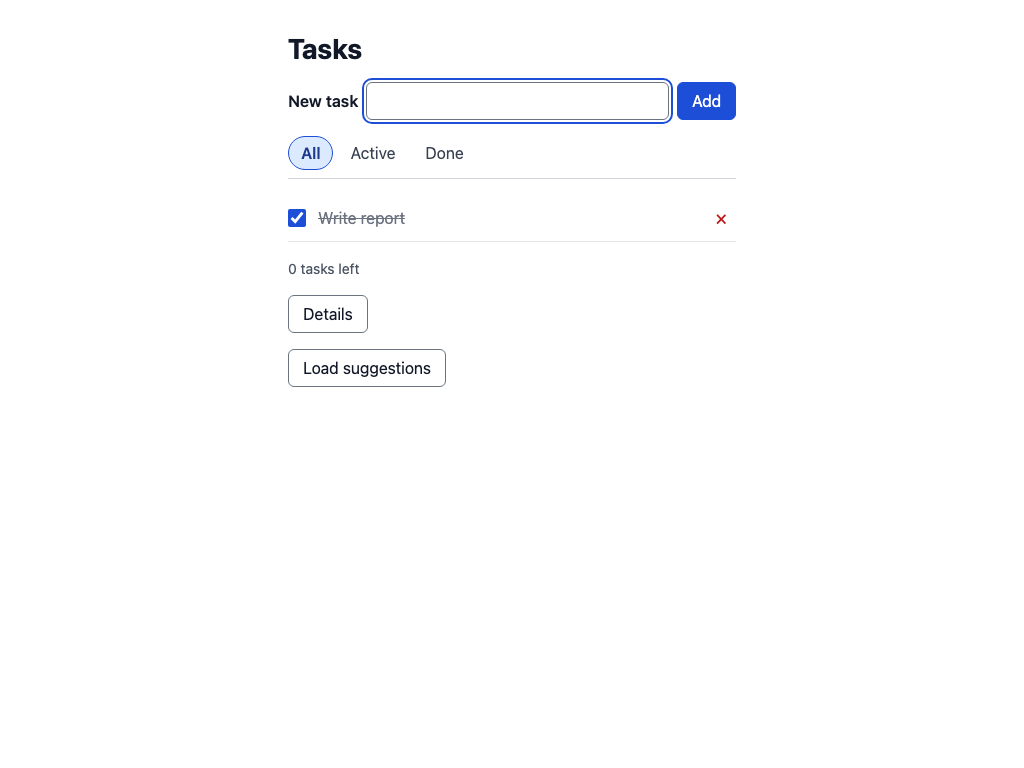 Tasks
New task Add
All Active Done
Write report ×
0 tasks left
Details
Load suggestions